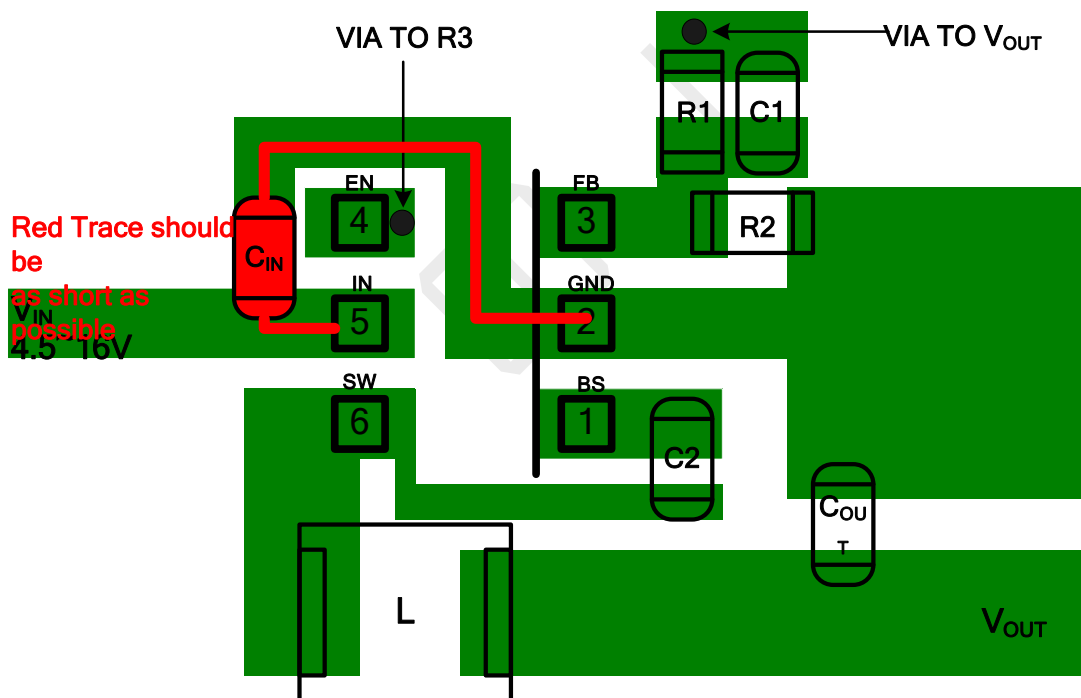 VIA TO R3
VIA TO VOUT
R1
C1
EN
FB
4
3
R2
Red Trace should
be
as short as
possible
CIN
IN
GND
VIN
5
2
4.5~16V
SW
BS
6
1
C2
COU
T
L
VOUT